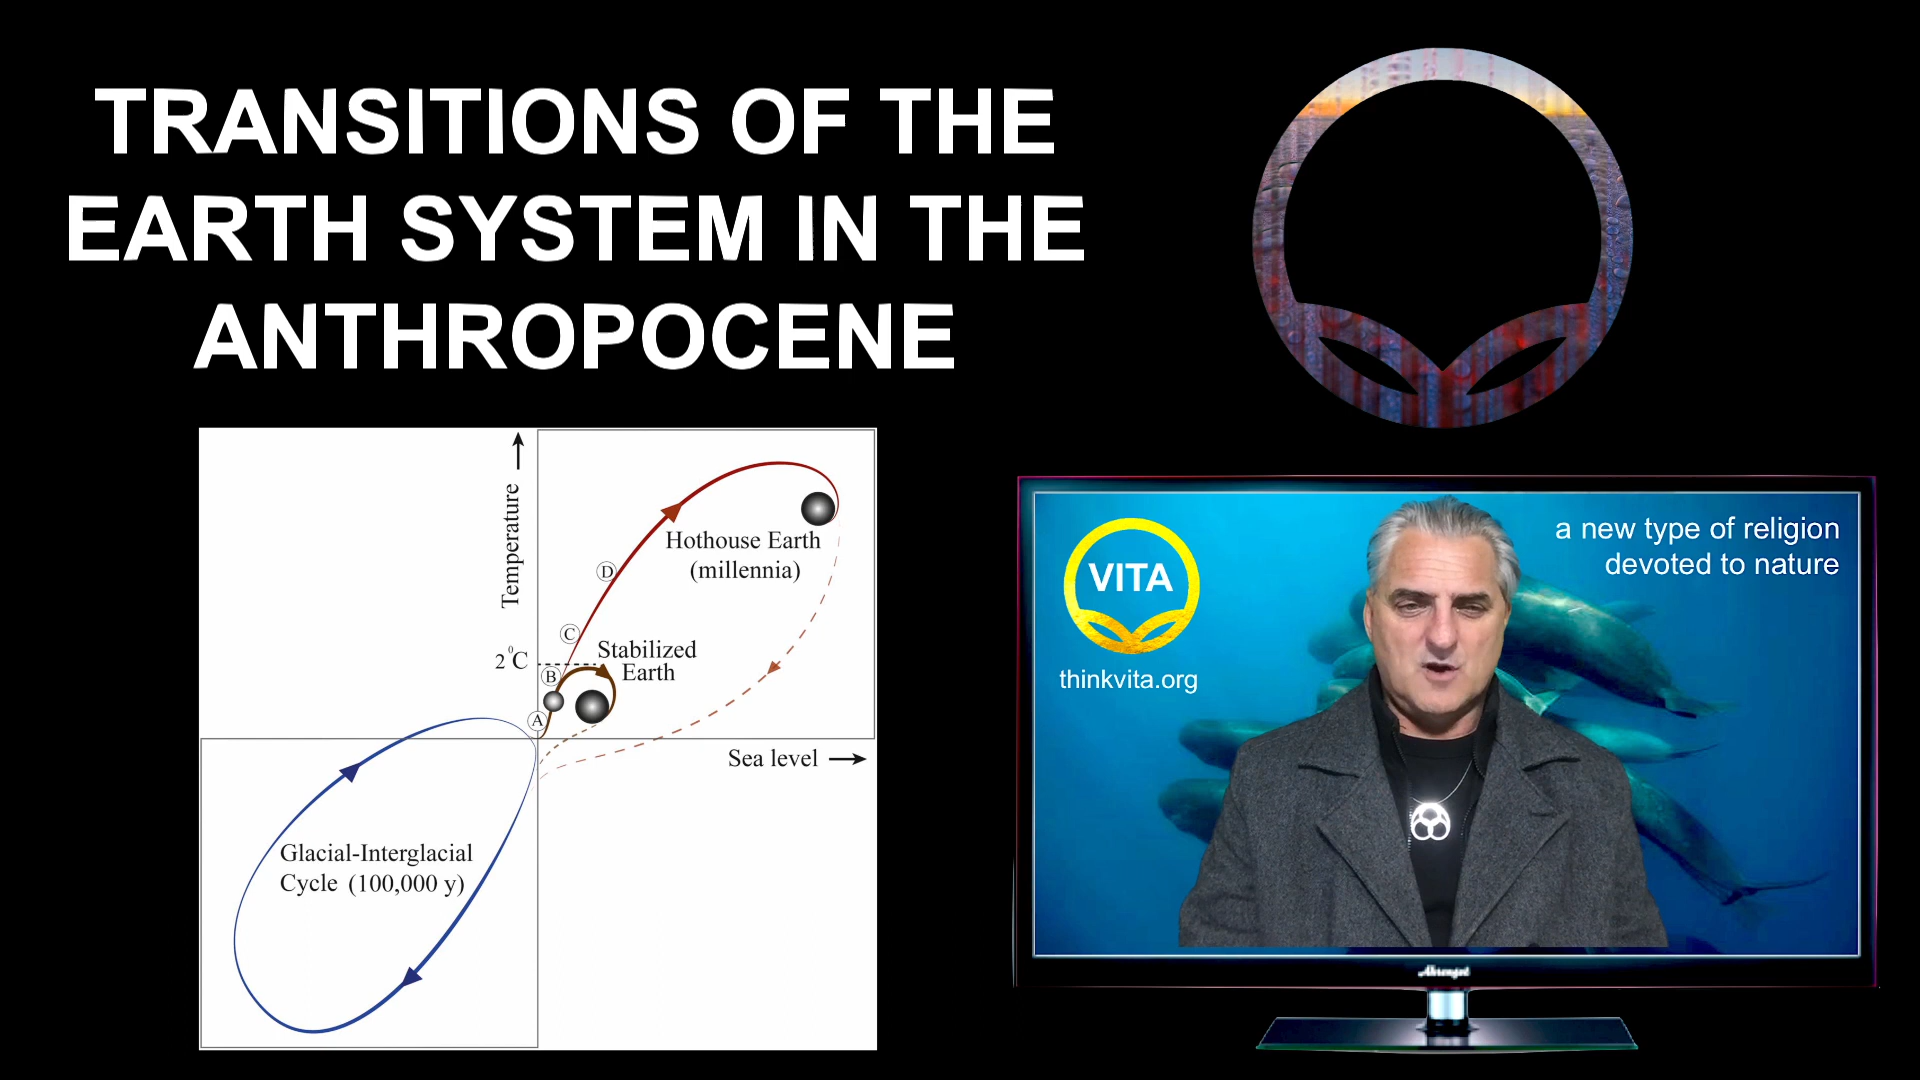 TRANSITIONS OF THE
EARTH SYSTEM IN THE
ANTHROPOCENE
Temperature
Hothouse Earth
(millennia)
D
C
2°C
Stabilized
Earth
B
A
Sea level
Glacial-Interglacial
Cycle (100,000 y)
VITA
thinkvita.org
a new type of religion
devoted to nature